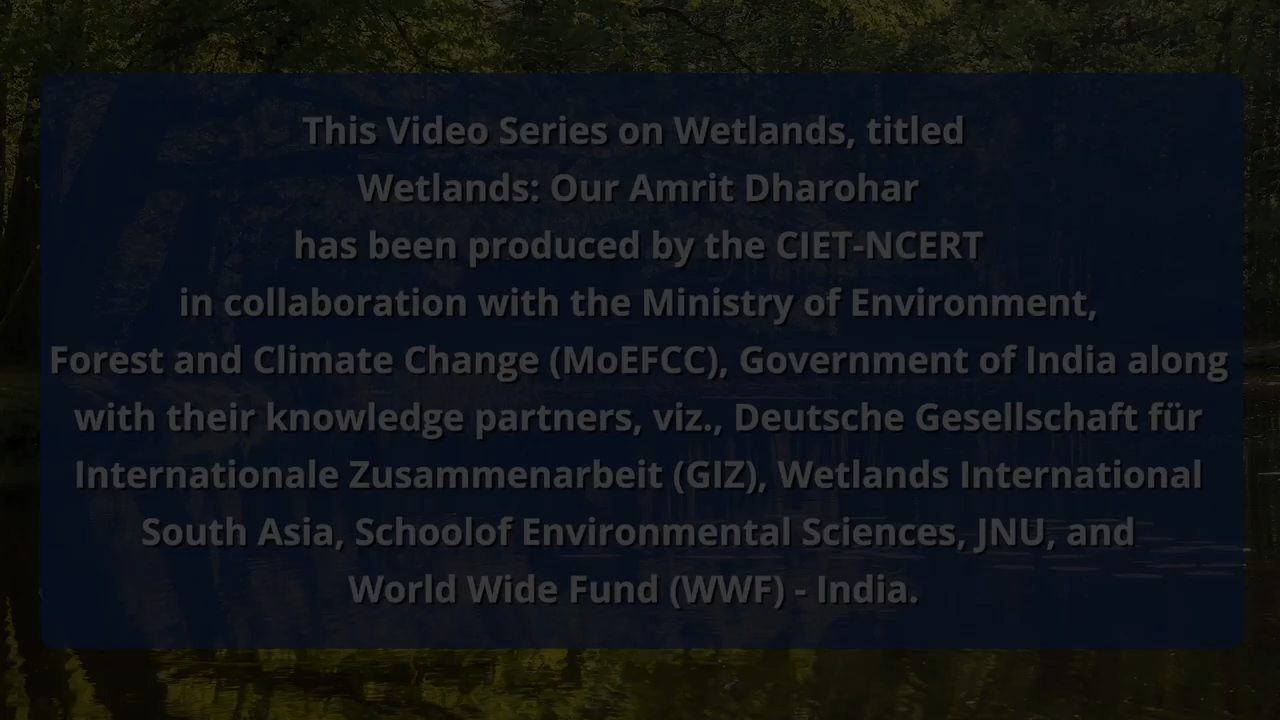 This Video Series on Wetlands, titled
Wetlands: Our Amrit Dharohar
has been produced by the CIET-NCERT
in collaboration with the Ministry of Environment,
Forest and Climate Change (MoEFCC), Government of India along
with their knowledge partners, viz., Deutsche Gesellschaft für
Internationale Zusammenarbeit (GIZ), Wetlands International
South Asia, Schoolof Environmental Sciences, JNU, and
World Wide Fund (WWF) - India.